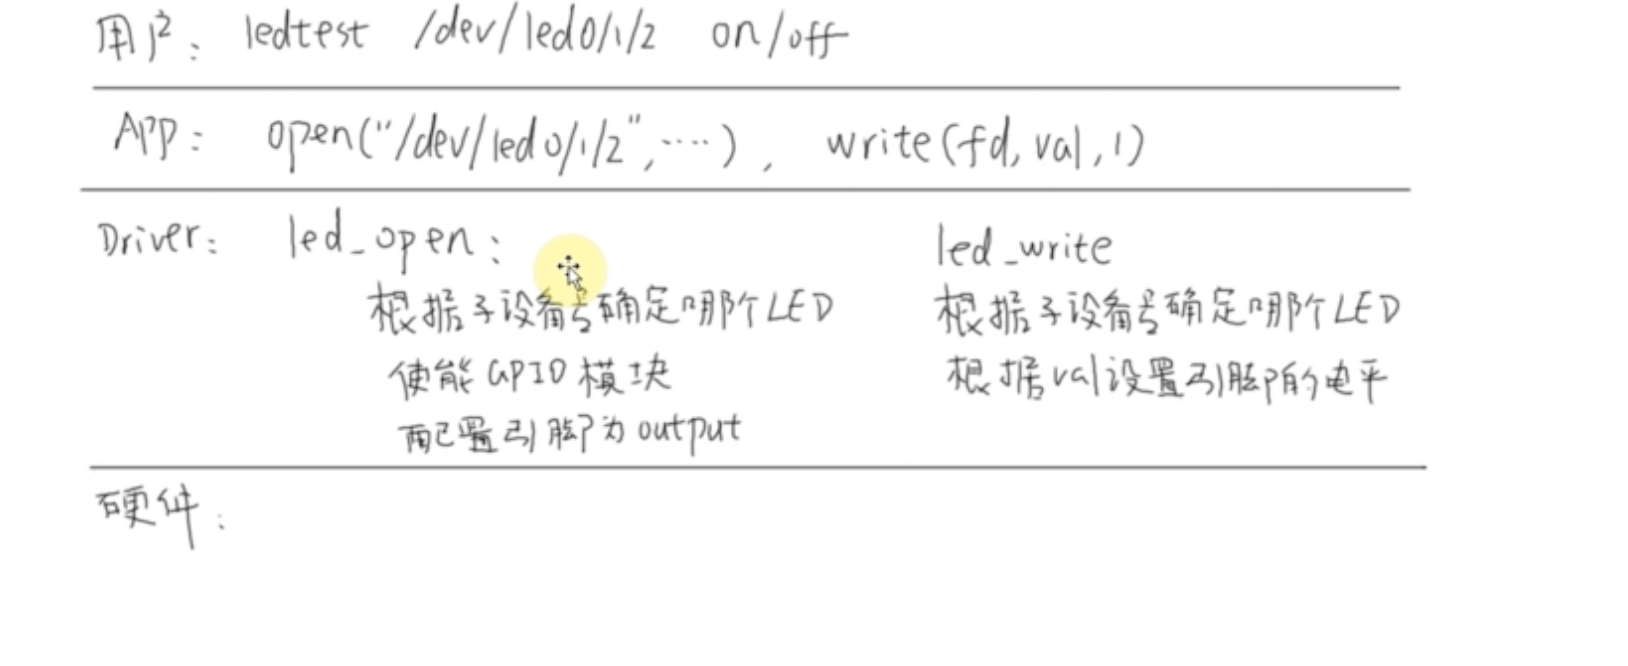 用户: ledtest /dev/led0/1/2 on/off
App: open("/dev/led0/1/2", ....), write(fd, val, 1)
Driver: led_open: led_write
根据子设备号确定哪个LED 根据子设备号确定哪个LED
使能GPIO模块 根据val设置引脚的电平
配置引脚为output
硬件: